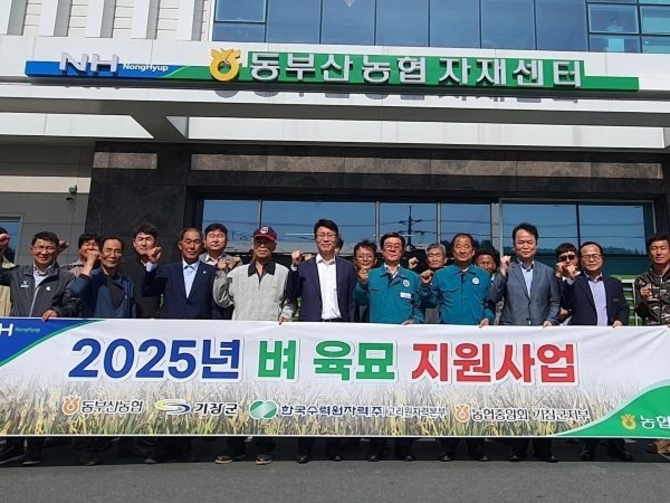 NH NongHyup 동부산농협 자재센터
NH NongHyup
2025년 벼 육묘 지원사업
동부산농협 기장군 한국수력원자력㈜ 고리원자력본부 농협중앙회 기장군지부 농협